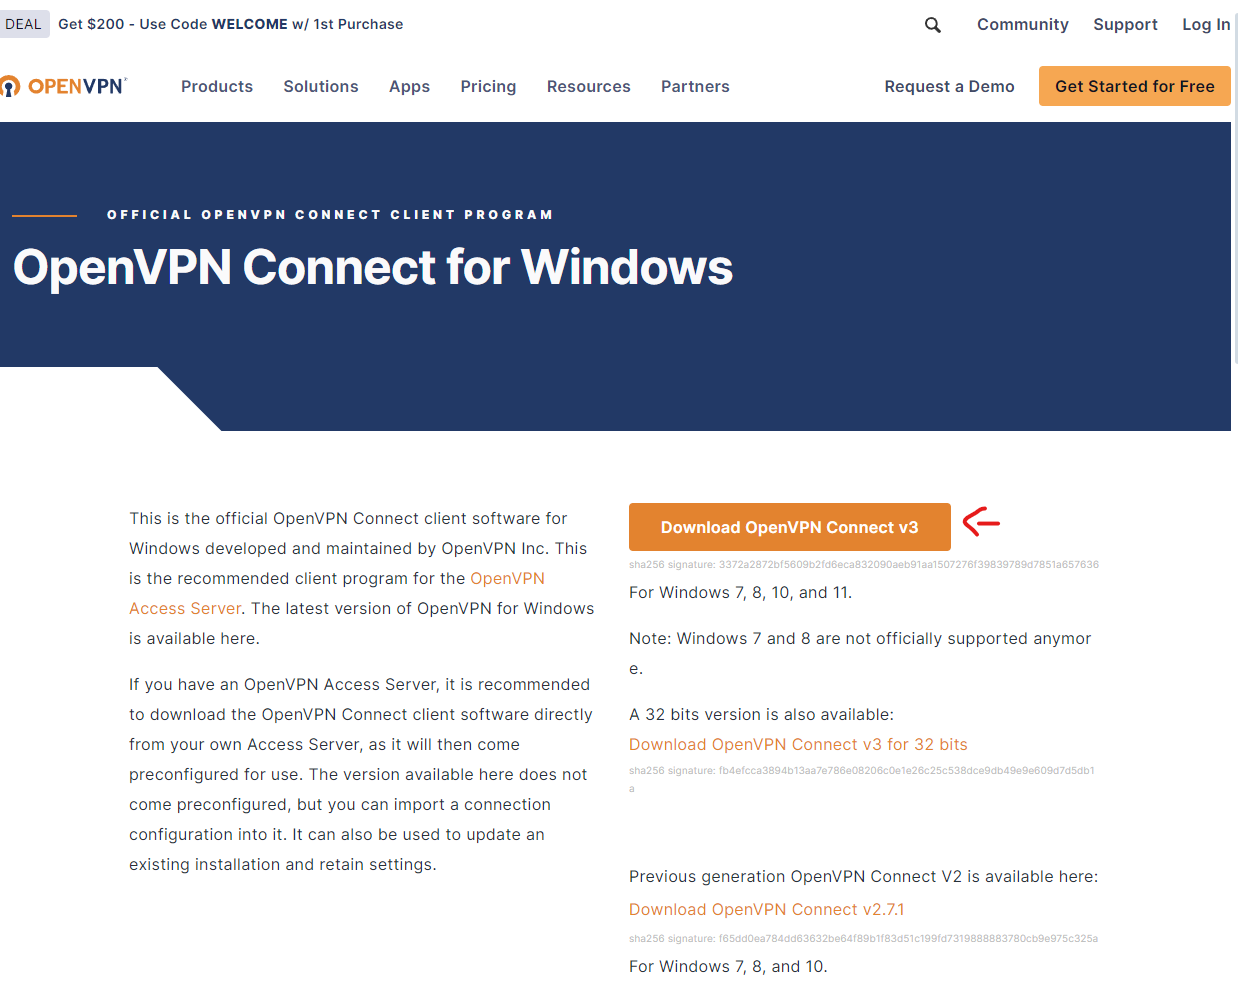 DEAL Get $200 - Use Code WELCOME w/ 1st Purchase
Community Support Log In
OPENVPN
Products Solutions Apps Pricing Resources Partners
Request a Demo Get Started for Free
OFFICIAL OPENVPN CONNECT CLIENT PROGRAM
OpenVPN Connect for Windows
This is the official OpenVPN Connect client software for
Windows developed and maintained by OpenVPN Inc. This
is the recommended client program for the OpenVPN
Access Server. The latest version of OpenVPN for Windows
is available here.
If you have an OpenVPN Access Server, it is recommended
to download the OpenVPN Connect client software directly
from your own Access Server, as it will then come
preconfigured for use. The version available here does not
come preconfigured, but you can import a connection
configuration into it. It can also be used to update an
existing installation and retain settings.
Download OpenVPN Connect v3
sha256 signature: 3372a2872bf5609b2fd6eca832090aeb91aa1507276f39839789d7851a657636
For Windows 7, 8, 10, and 11.
Note: Windows 7 and 8 are not officially supported anymor
e.
A 32 bits version is also available:
Download OpenVPN Connect v3 for 32 bits
sha256 signature: fb4efcca3894b13aa7e786e08206c0e1e26c25c538dce9db49e9e609d7d5db1
a
Previous generation OpenVPN Connect V2 is available here:
Download OpenVPN Connect v2.7.1
sha256 signature: f65dd0ea784dd63632be64f89b1f83d51c199fd7319888883780cb9e975c325a
For Windows 7, 8, and 10.